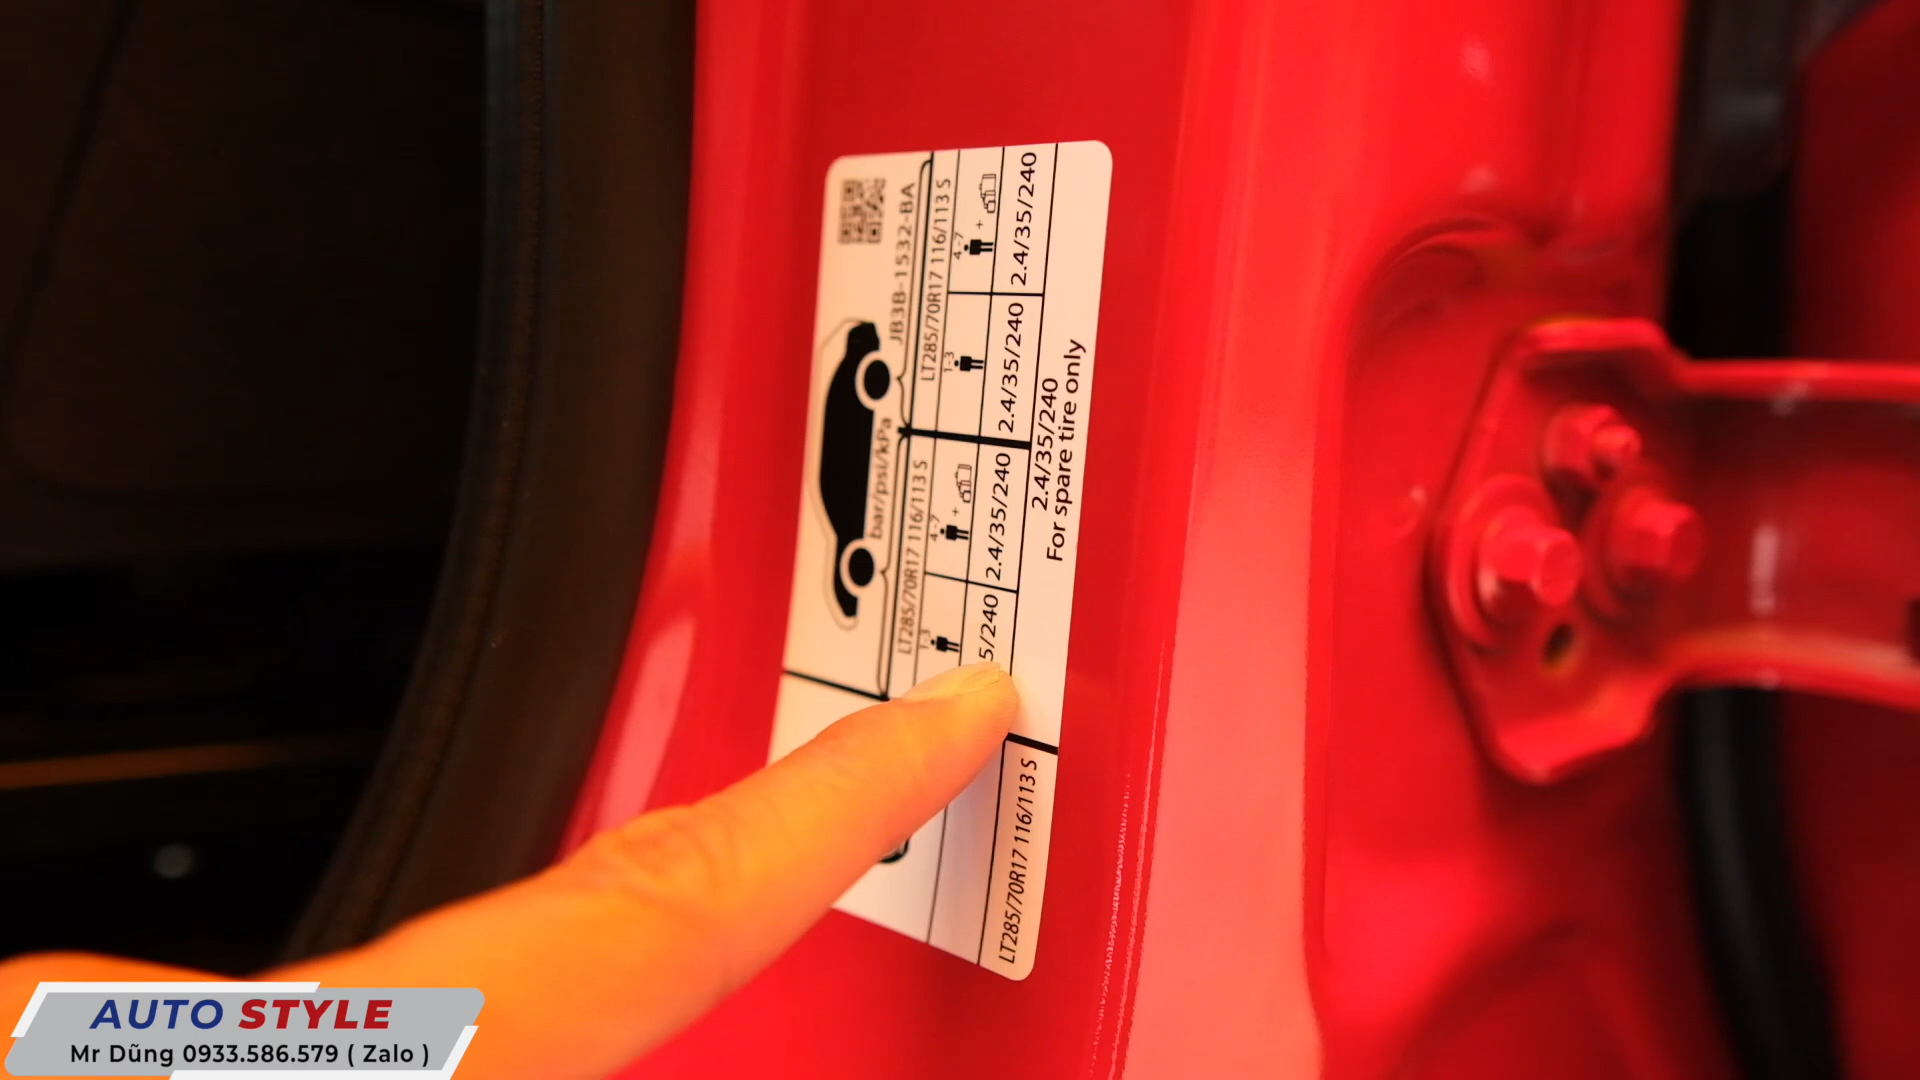 JB3B-1532-BA
bar/psi/kPa
LT285/70R17 116/113 S
LT285/70R17 116/113 S
1-3
4-7
+
1-3
4-7
+
5/240
2.4/35/240
2.4/35/240
2.4/35/240
LT285/70R17 116/113 S
2.4/35/240
For spare tire only
AUTO STYLE
Mr Dũng 0933.586.579 ( Zalo )